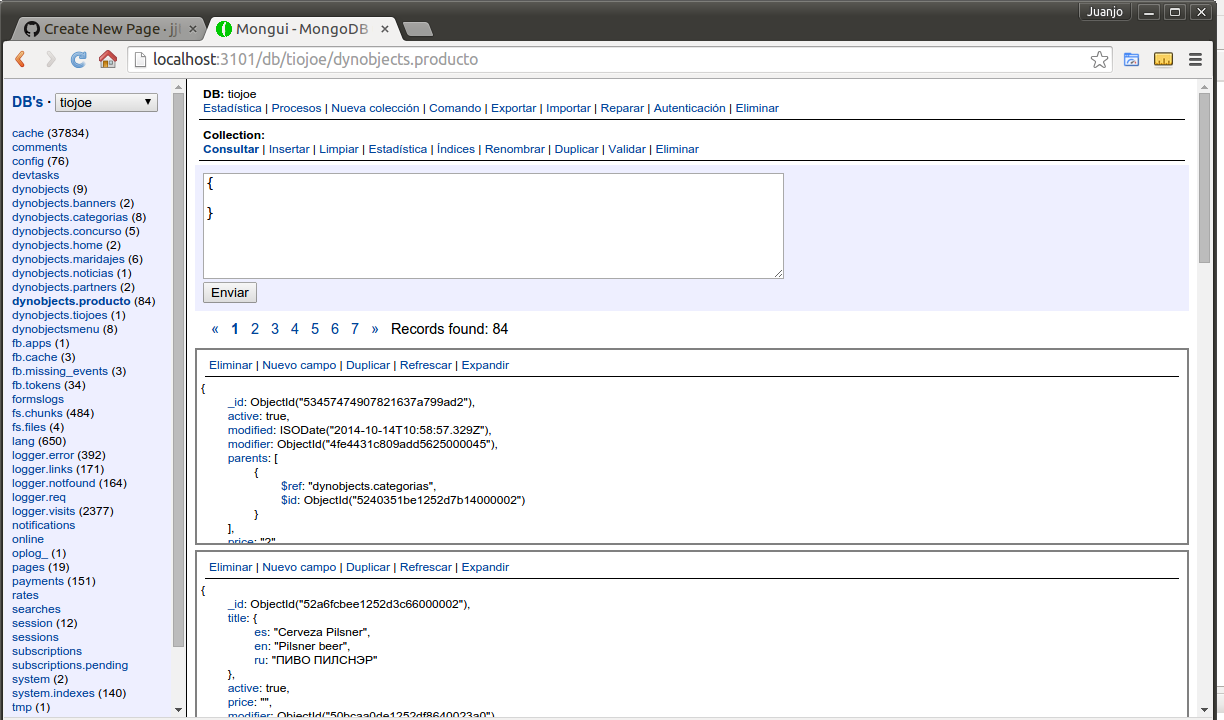 Juanjo
Create New Page · jjl
Mongui - MongoDB
localhost:3101/db/tiojoe/dynobjects.producto
DB's · tiojoe
cache (37834)
comments
config (76)
devtasks
dynobjects (9)
dynobjects.banners (2)
dynobjects.categorias (8)
dynobjects.concurso (5)
dynobjects.home (2)
dynobjects.maridajes (6)
dynobjects.noticias (1)
dynobjects.partners (2)
dynobjects.producto (84)
dynobjects.tiojoes (1)
dynobjectsmenu (8)
fb.apps (1)
fb.cache (3)
fb.missing_events (3)
fb.tokens (34)
formslogs
fs.chunks (484)
fs.files (4)
lang (650)
logger.error (392)
logger.links (171)
logger.notfound (164)
logger.req
logger.visits (2377)
notifications
online
oplog_ (1)
pages (19)
payments (151)
rates
searches
session (12)
sessions
subscriptions
subscriptions.pending
system (2)
system.indexes (140)
tmp (1)
DB: tiojoe
Estadística | Procesos | Nueva colección | Comando | Exportar | Importar | Reparar | Autenticación | Eliminar
Collection:
Consultar | Insertar | Limpiar | Estadística | Índices | Renombrar | Duplicar | Validar | Eliminar
{
}
Enviar
« 1 2 3 4 5 6 7 » Records found: 84
Eliminar | Nuevo campo | Duplicar | Refrescar | Expandir
{
_id: ObjectId("53457474907821637a799ad2"),
active: true,
modified: ISODate("2014-10-14T10:58:57.329Z"),
modifier: ObjectId("4fe4431c809add5625000045"),
parents: [
{
$ref: "dynobjects.categorias",
$id: ObjectId("5240351be1252d7b14000002")
}
],
price: "2"
Eliminar | Nuevo campo | Duplicar | Refrescar | Expandir
{
_id: ObjectId("52a6fcbee1252d3c66000002"),
title: {
es: "Cerveza Pilsner",
en: "Pilsner beer",
ru: "ПИВО ПИЛСНЭР"
},
active: true,
price: "",
modifier: ObjectId("50bcaa0de1252df8640023a0")